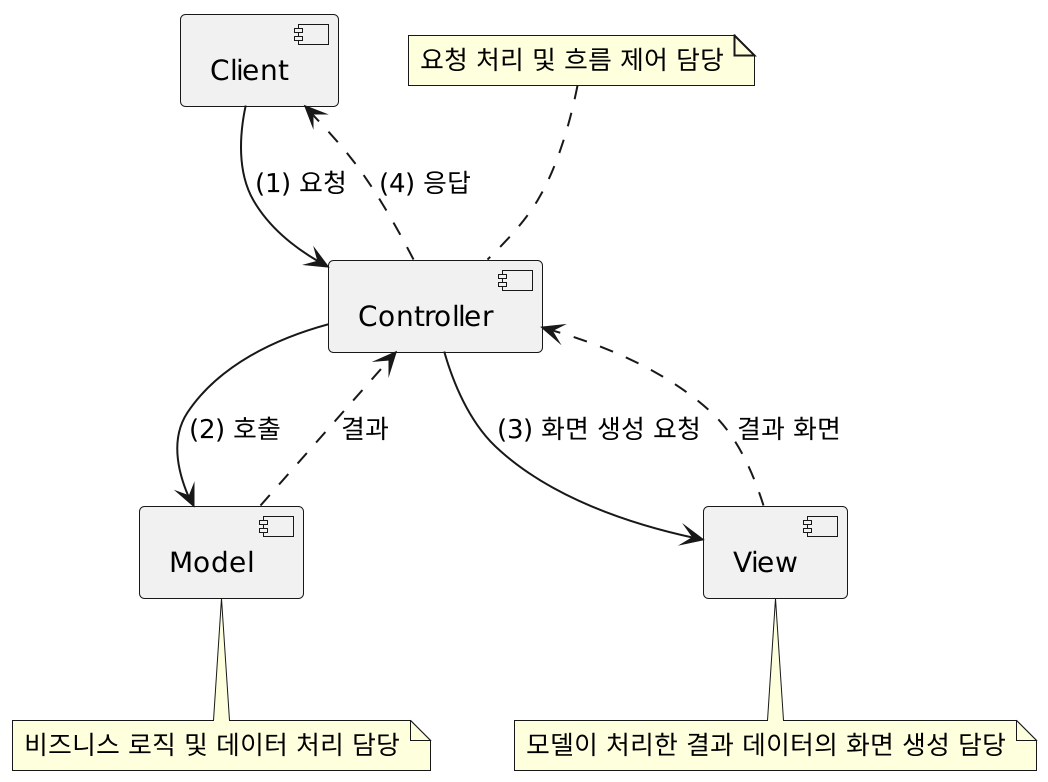 Client
요청 처리 및 흐름 제어 담당
(1) 요청
(4) 응답
Controller
(2) 호출
결과
(3) 화면 생성 요청
결과 화면
Model
View
비즈니스 로직 및 데이터 처리 담당
모델이 처리한 결과 데이터의 화면 생성 담당